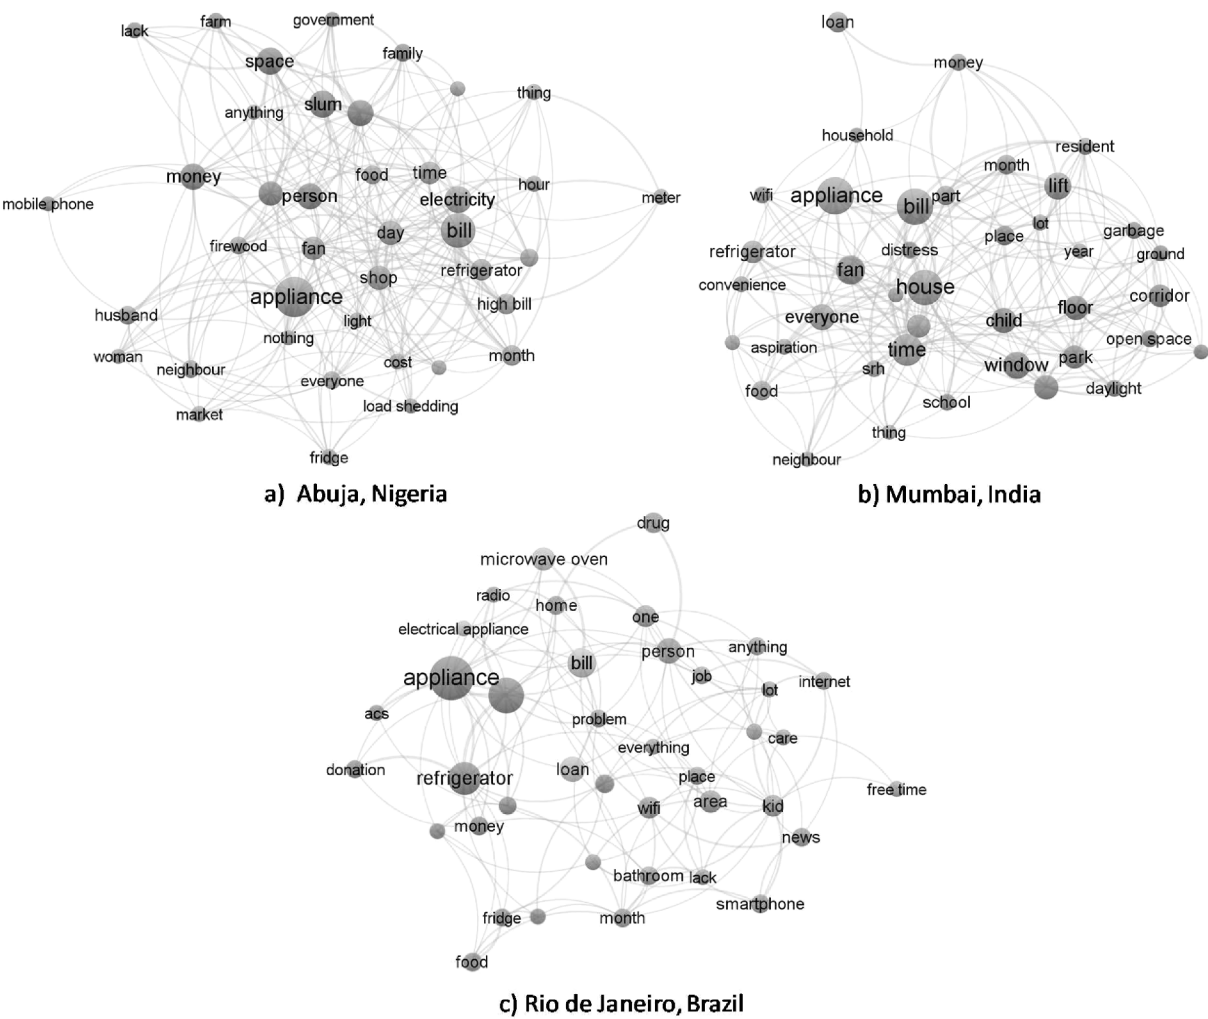 lack
farm
government
space
family
slum
anything
thing
money
food
time
person
electricity
hour
mobile phone
meter
bill
day
firewood
fan
shop
refrigerator
appliance
high bill
husband
light
nothing
woman
neighbour
cost
month
everyone
market
load shedding
fridge
a) Abuja, Nigeria
loan
money
household
resident
month
wifi
appliance
bill
part
lift
lot
place
garbage
refrigerator
distress
year
ground
fan
convenience
house
corridor
everyone
child
floor
aspiration
time
open space
srh
window
park
food
school
daylight
thing
neighbour
b) Mumbai, India
drug
microwave oven
radio
home
one
electrical appliance
bill
person
anything
appliance
job
internet
lot
acs
problem
care
everything
donation
refrigerator
loan
place
free time
wifi
area
kid
money
news
bathroom
lack
smartphone
fridge
month
food
c) Rio de Janeiro, Brazil